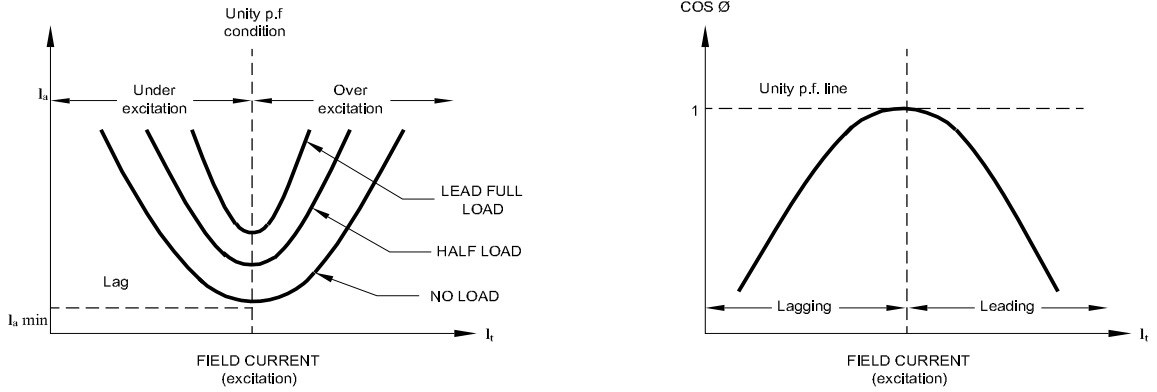 Unity p.f
condition
Iₐ
Under
excitation
Over
excitation
LEAD FULL
LOAD
HALF LOAD
NO LOAD
Lag
Iₐ min
Iₜ
FIELD CURRENT
(excitation)
COS Ø
Unity p.f. line
1
Lagging
Leading
Iₜ
FIELD CURRENT
(excitation)